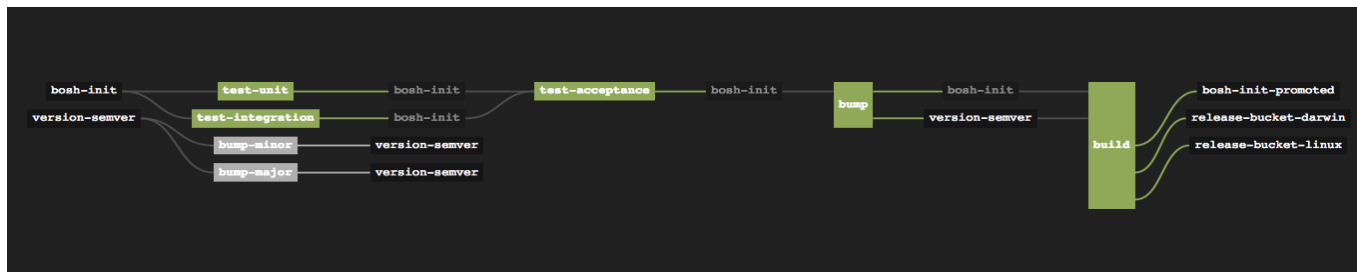 bosh-init
test-unit
bosh-init
test-acceptance
bosh-init
bump
bosh-init
build
bosh-init-promoted
version-semver
test-integration
bosh-init
version-semver
release-bucket-darwin
bump-minor
version-semver
release-bucket-linux
bump-major
version-semver